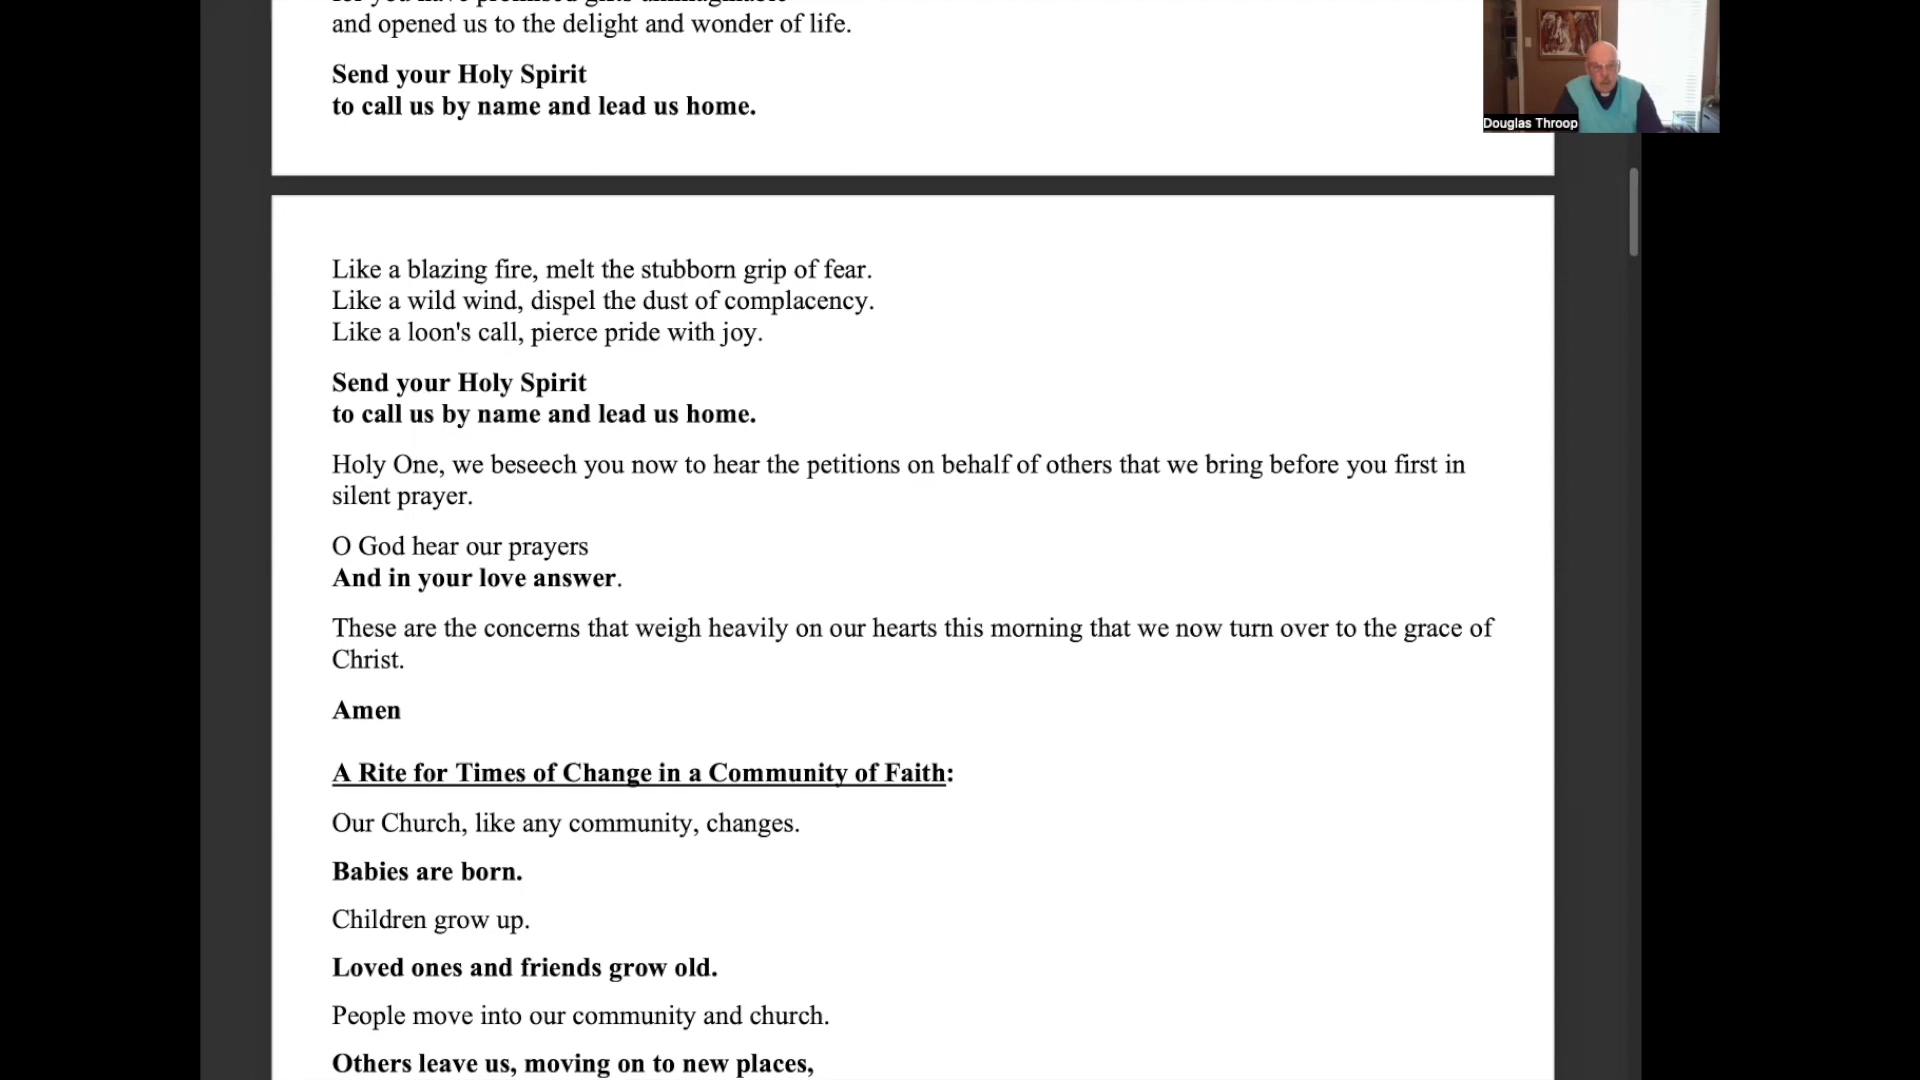 and opened us to the delight and wonder of life.
Send your Holy Spirit
to call us by name and lead us home.
Douglas Throop
Like a blazing fire, melt the stubborn grip of fear.
Like a wild wind, dispel the dust of complacency.
Like a loon's call, pierce pride with joy.
Send your Holy Spirit
to call us by name and lead us home.
Holy One, we beseech you now to hear the petitions on behalf of others that we bring before you first in
silent prayer.
O God hear our prayers
And in your love answer.
These are the concerns that weigh heavily on our hearts this morning that we now turn over to the grace of
Christ.
Amen
A Rite for Times of Change in a Community of Faith:
Our Church, like any community, changes.
Babies are born.
Children grow up.
Loved ones and friends grow old.
People move into our community and church.
Others leave us, moving on to new places,